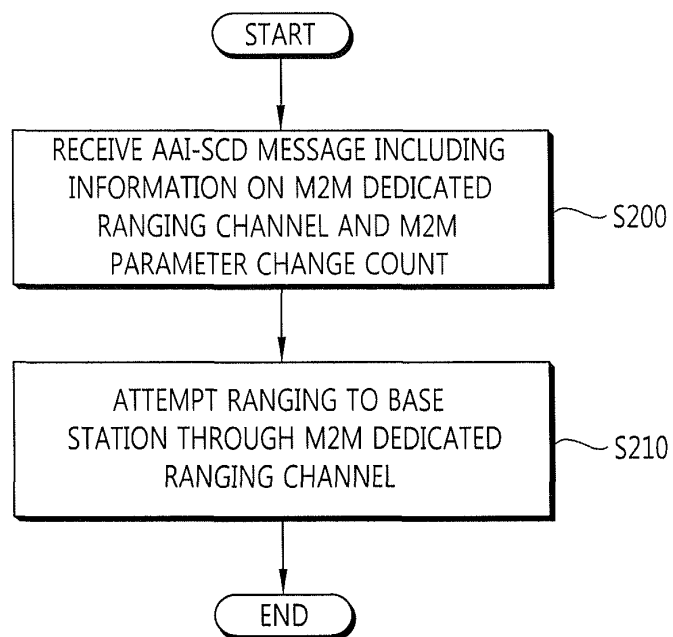 START
RECEIVE AAI-SCD MESSAGE INCLUDING
INFORMATION ON M2M DEDICATED
RANGING CHANNEL AND M2M
PARAMETER CHANGE COUNT
S200
ATTEMPT RANGING TO BASE
STATION THROUGH M2M DEDICATED
RANGING CHANNEL
S210
END